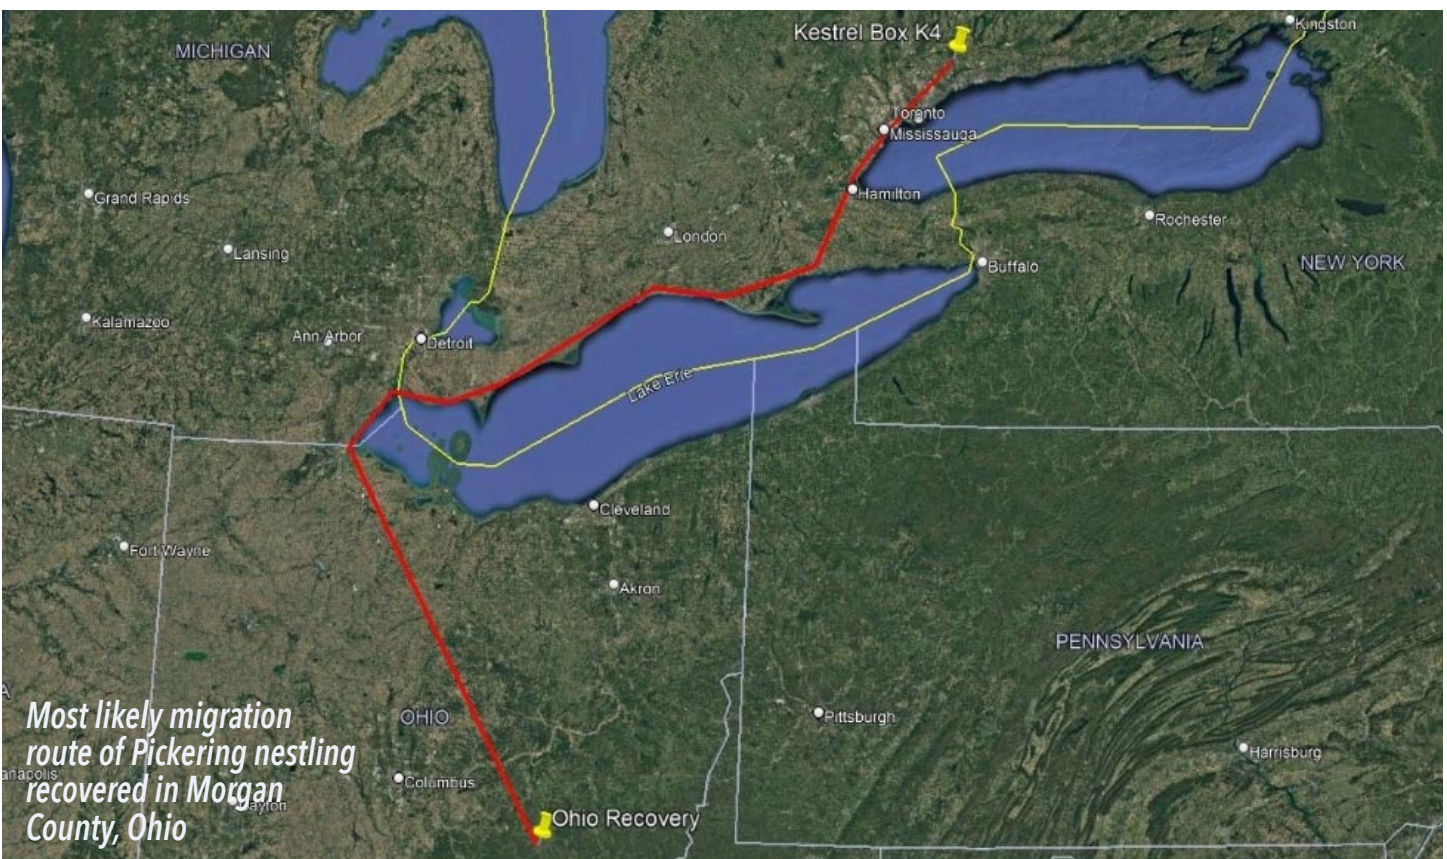 Kestrel Box K4
Kingston
MICHIGAN
Toronto
Mississauga
Grand Rapids
Hamilton
Rochester
London
Lansing
Buffalo
NEW YORK
Kalamazoo
Ann Arbor
Detroit
Lake Erie
Cleveland
Fort Wayne
Akron
PENNSYLVANIA
A
Most likely migration
route of Pickering nestling
recovered in Morgan
County, Ohio
OHIO
Pittsburgh
Harrisburg
anapolis
Columbus
Dayton
Ohio Recovery